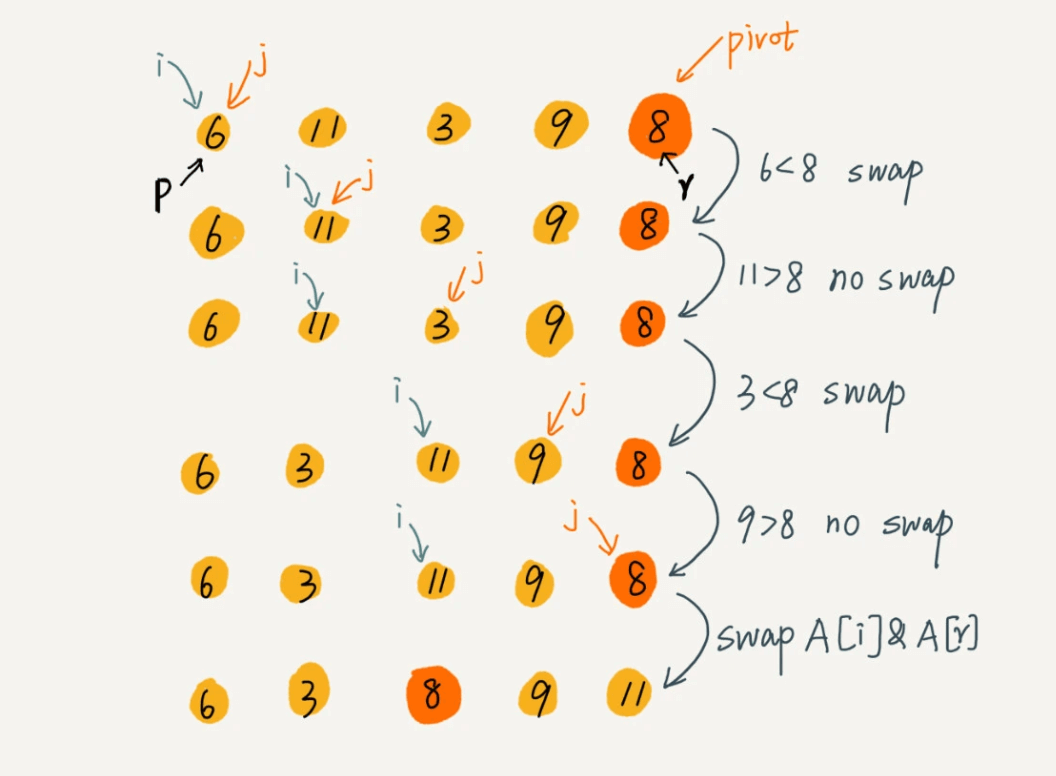 pivot
i j
6 11 3 9 8
p r
6<8 swap
i j
6 11 3 9 8
11>8 no swap
i j
6 11 3 9 8
3<8 swap
i j
6 3 11 9 8
9>8 no swap
i j
6 3 11 9 8
swap A[i]&A[r]
6 3 8 9 11